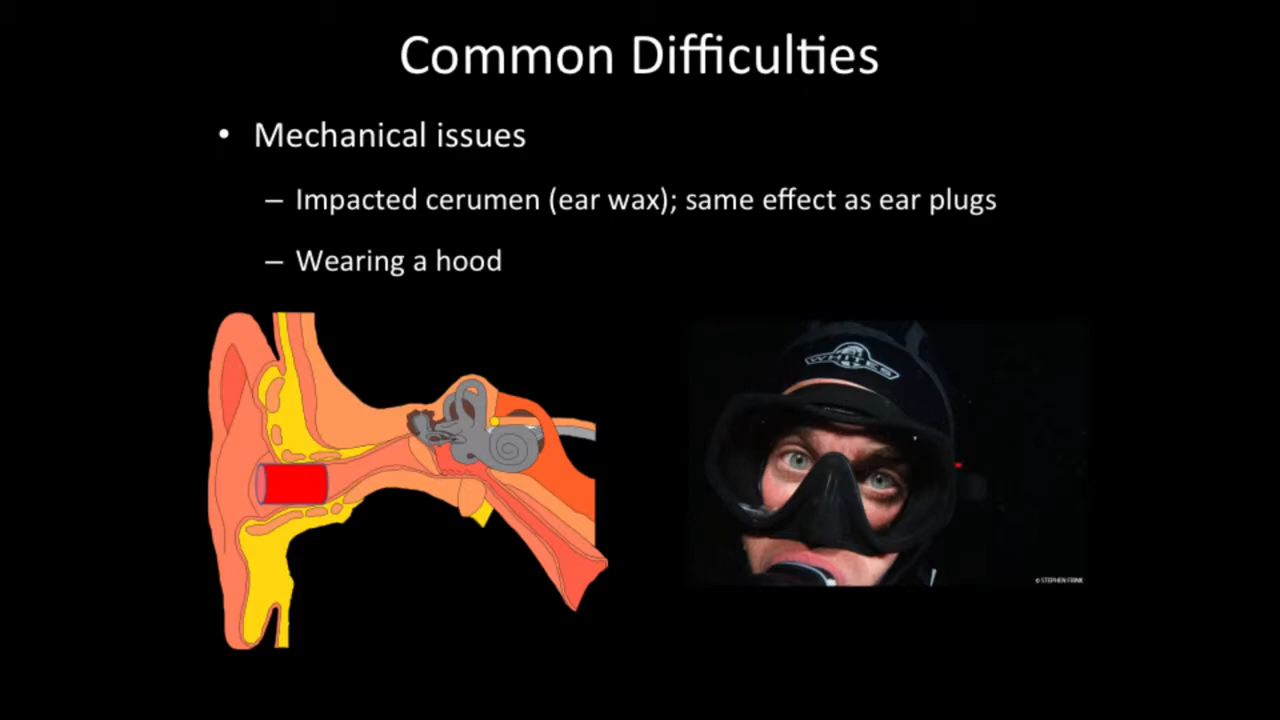 Common Difficulties
• Mechanical issues
– Impacted cerumen (ear wax); same effect as ear plugs
– Wearing a hood
WHITES
© STEPHEN FRINK